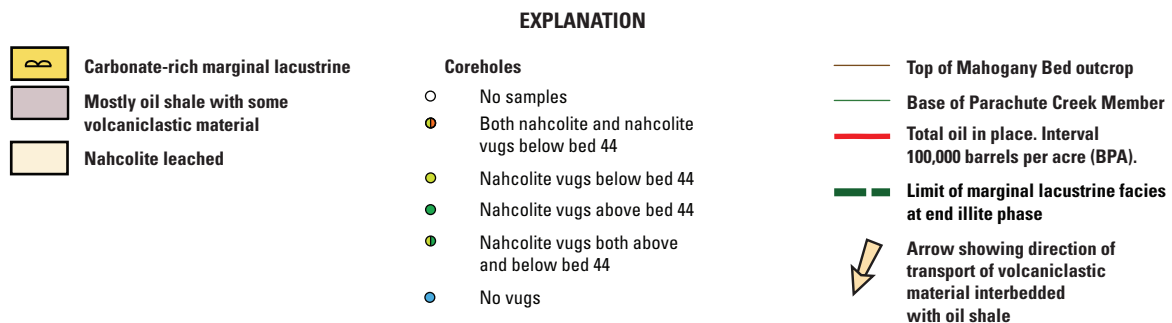 EXPLANATION
Carbonate-rich marginal lacustrine
Mostly oil shale with some
volcaniclastic material
Nahcolite leached
Coreholes
No samples
Both nahcolite and nahcolite
vugs below bed 44
Nahcolite vugs below bed 44
Nahcolite vugs above bed 44
Nahcolite vugs both above
and below bed 44
No vugs
Top of Mahogany Bed outcrop
Base of Parachute Creek Member
Total oil in place. Interval
100,000 barrels per acre (BPA).
Limit of marginal lacustrine facies
at end illite phase
Arrow showing direction of
transport of volcaniclastic
material interbedded
with oil shale